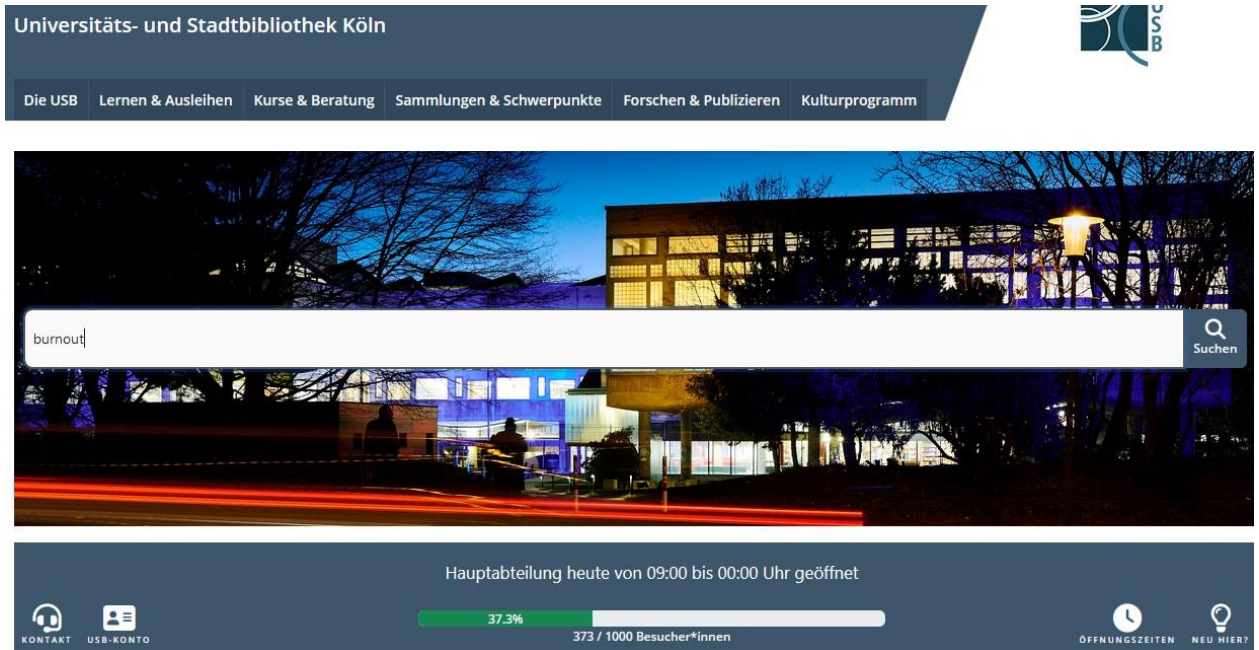 Universitäts- und Stadtbibliothek Köln
USB
Die USB Lernen & Ausleihen Kurse & Beratung Sammlungen & Schwerpunkte Forschen & Publizieren Kulturprogramm
burnout
Suchen
Hauptabteilung heute von 09:00 bis 00:00 Uhr geöffnet
37.3%
373 / 1000 Besucher*innen
KONTAKT USB-KONTO
ÖFFNUNGSZEITEN NEU HIER?